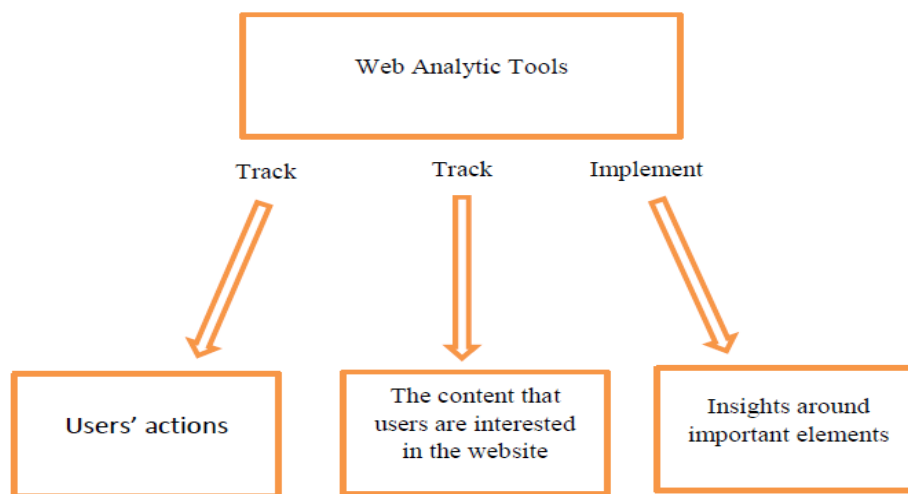 Web Analytic Tools
Track
Track
Implement
Users' actions
The content that
users are interested
in the website
Insights around
important elements